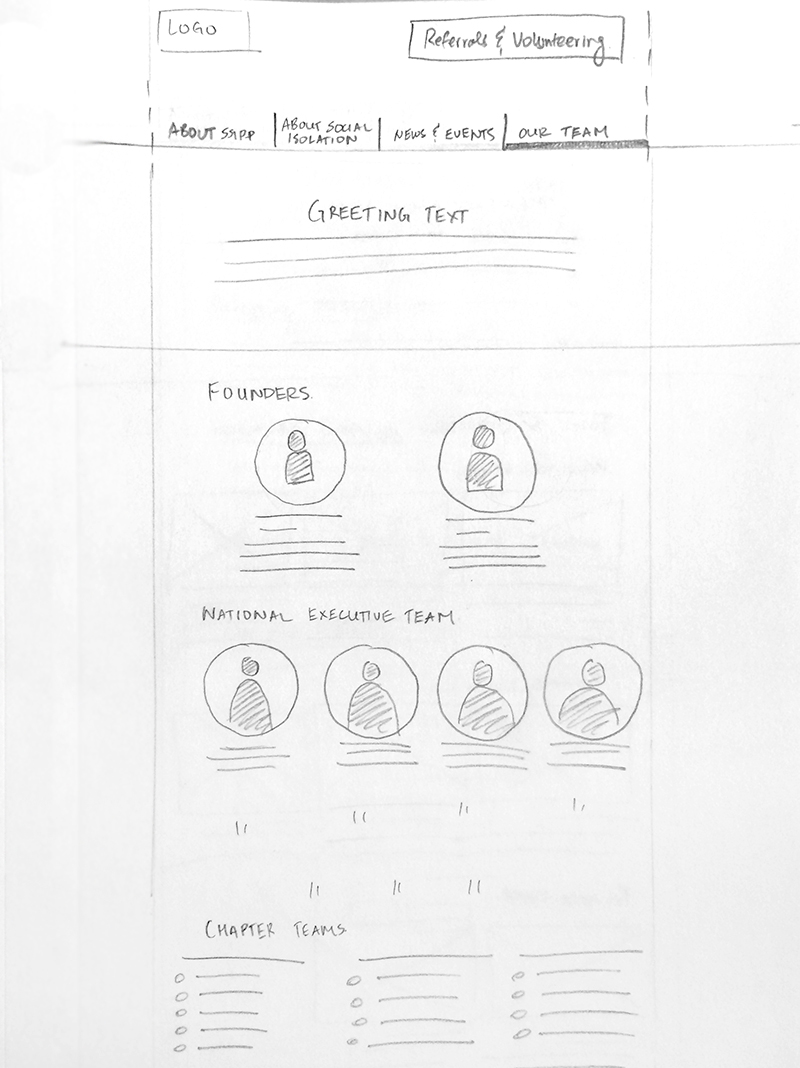 LOGO
Referrals & Volunteering
ABOUT SSIPP
ABOUT SOCIAL
ISOLATION
NEWS & EVENTS
OUR TEAM
GREETING TEXT
FOUNDERS.
NATIONAL EXECUTIVE TEAM
CHAPTER TEAMS